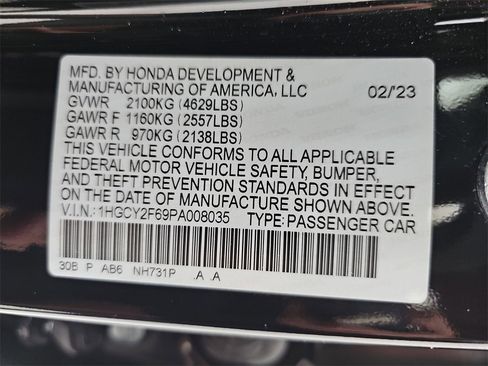 MFD. BY HONDA DEVELOPMENT &
MANUFACTURING OF AMERICA, LLC 02/'23
GVWR 2100KG (4629LBS)
GAWR F 1160KG (2557LBS)
GAWR R 970KG (2138LBS)
THIS VEHICLE CONFORMS TO ALL APPLICABLE
FEDERAL MOTOR VEHICLE SAFETY, BUMPER,
AND THEFT PREVENTION STANDARDS IN EFFECT
ON THE DATE OF MANUFACTURE SHOWN ABOVE.
V.I.N.: 1HGCY2F69PA008035 TYPE: PASSENGER CAR
30B P AB6 NH731P .A .A